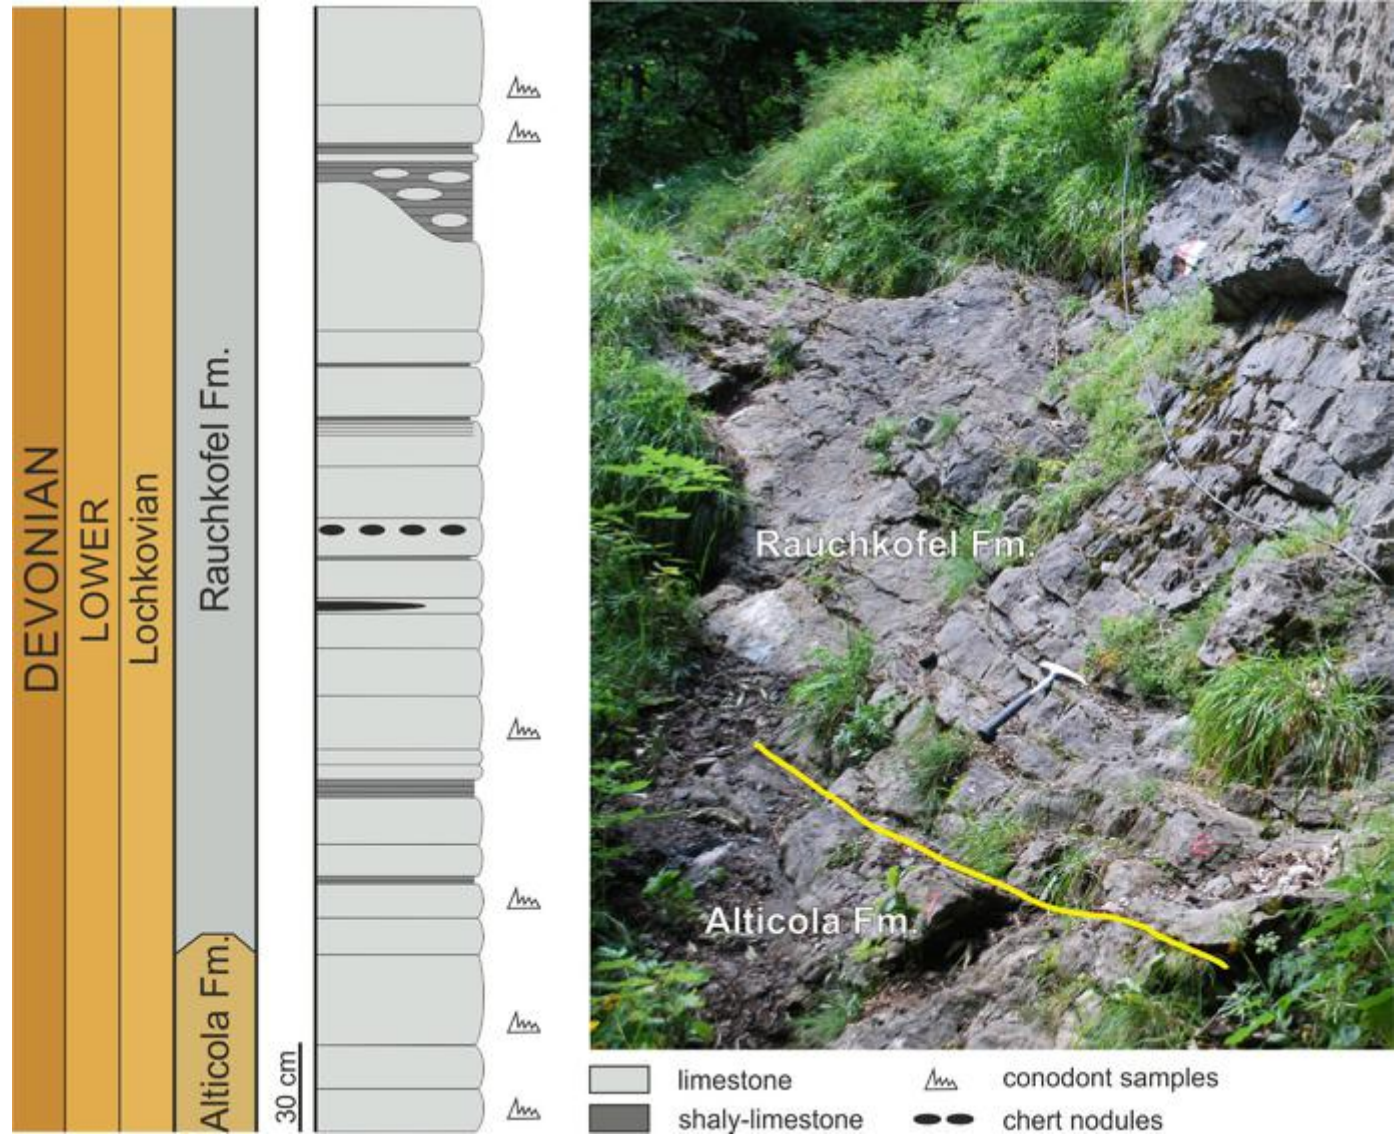 DEVONIAN
LOWER
Lochkovian
Rauchkofel Fm.
Alticola Fm.
30 cm
Rauchkofel Fm.
Alticola Fm.
limestone
conodont samples
shaly-limestone
chert nodules